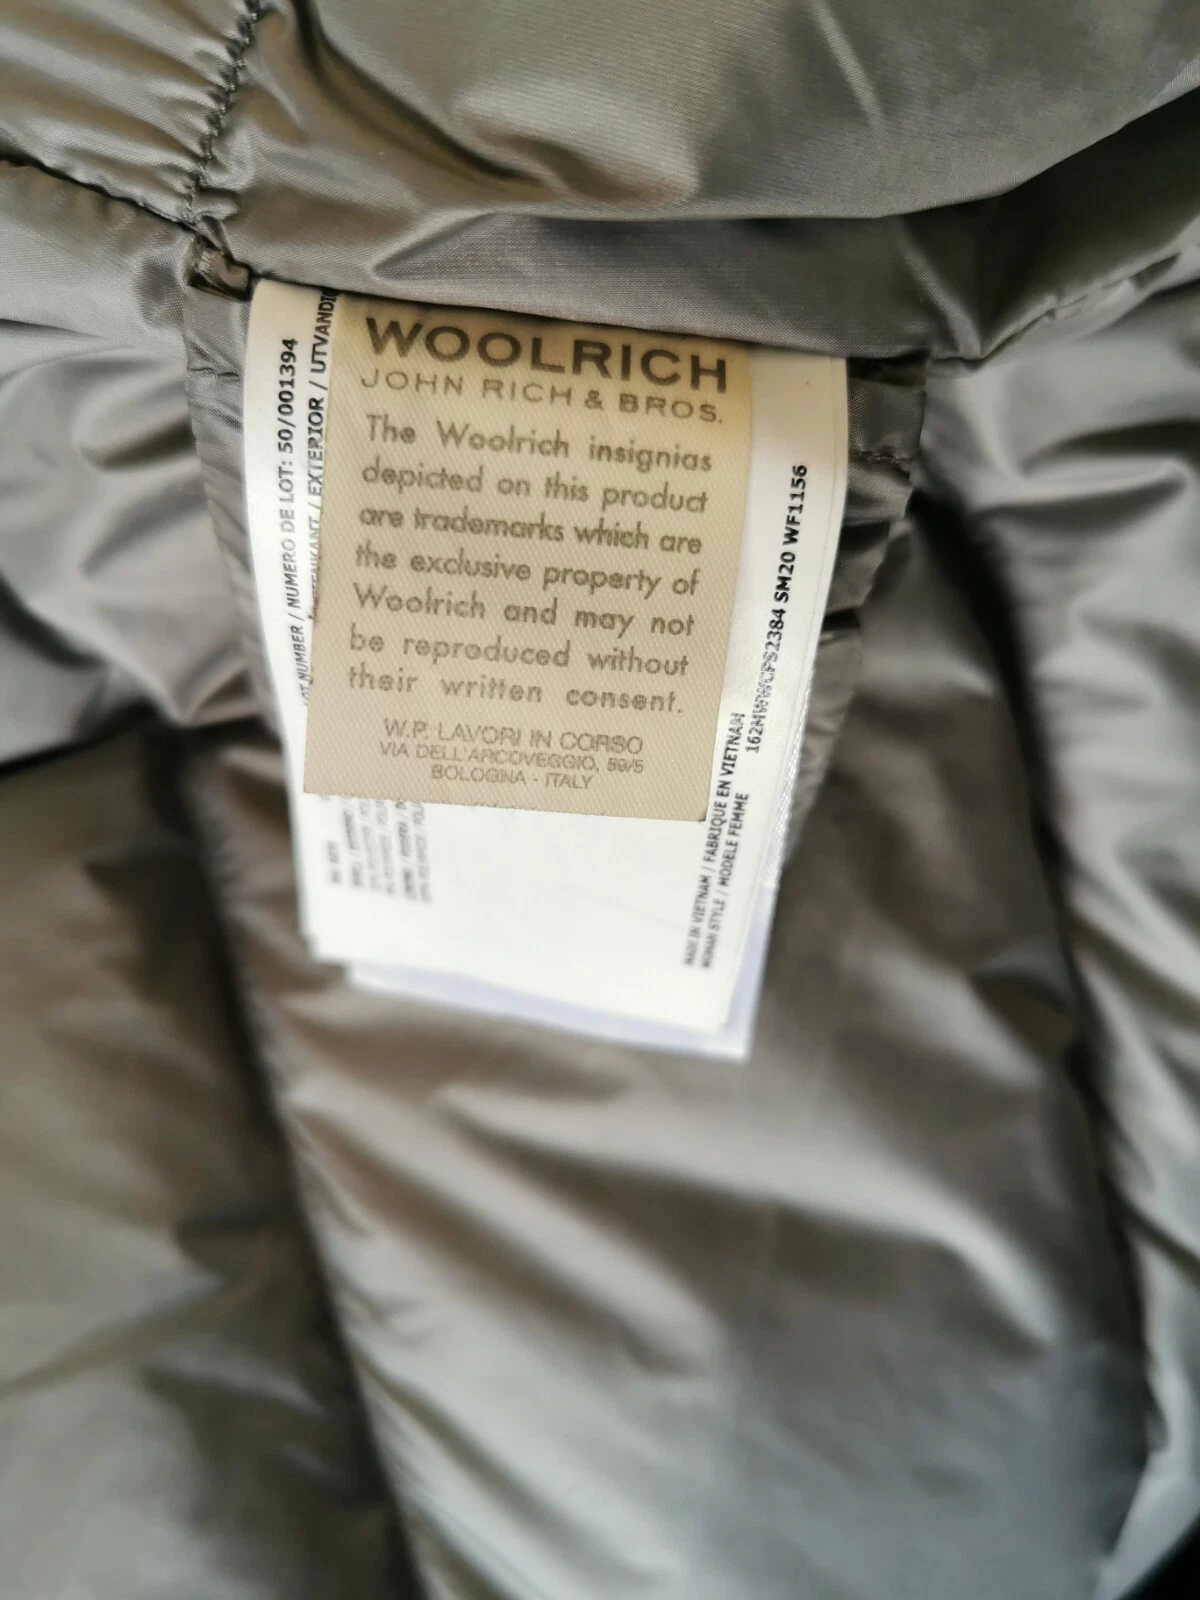 WOOLRICH
JOHN RICH & BROS.
The Woolrich insignias
depicted on this product
are trademarks which are
the exclusive property of
Woolrich and may not
be reproduced without
their written consent.
W.P. LAVORI IN CORSO
VIA DELL'ARCOVEGGIO, 59/5
BOLOGNA - ITALY
LOT NUMBER / NUMERO DE LOT: 50/001394
/ EXTERIOR / UTVANDIG
SM20 WF1156
MADE IN VIETNAM / FABRIQUE EN VIETNAM
WOMAN STYLE / MODELE FEMME